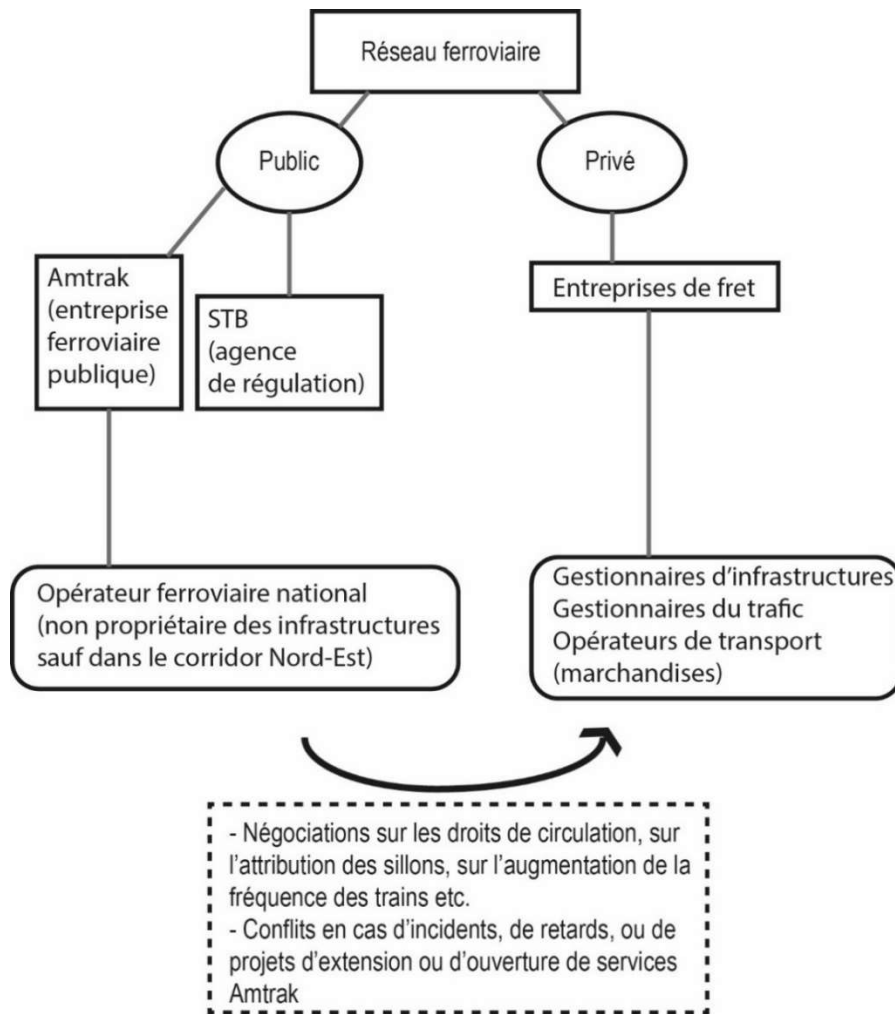 Réseau ferroviaire
Public
Privé
Amtrak
(entreprise
ferroviaire
publique)
STB
(agence
de régulation)
Entreprises de fret
Opérateur ferroviaire national
(non propriétaire des infrastructures
sauf dans le corridor Nord-Est)
Gestionnaires d'infrastructures
Gestionnaires du trafic
Opérateurs de transport
(marchandises)
- Négociations sur les droits de circulation, sur
l'attribution des sillons, sur l'augmentation de la
fréquence des trains etc.
- Conflits en cas d'incidents, de retards, ou de
projets d'extension ou d'ouverture de services
Amtrak